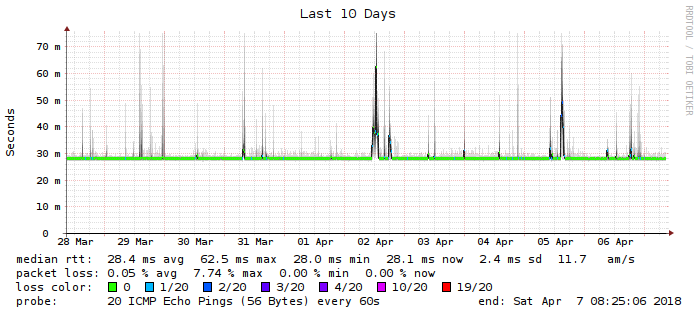 Last 10 Days
RRDTOOL / TOBI OETIKER
Seconds
70 m
60 m
50 m
40 m
30 m
20 m
10 m
0
28 Mar 29 Mar 30 Mar 31 Mar 01 Apr 02 Apr 03 Apr 04 Apr 05 Apr 06 Apr
median rtt: 28.4 ms avg 62.5 ms max 28.0 ms min 28.1 ms now 2.4 ms sd 11.7 am/s
packet loss: 0.05 % avg 7.74 % max 0.00 % min 0.00 % now
loss color: 0 1/20 2/20 3/20 4/20 10/20 19/20
probe: 20 ICMP Echo Pings (56 Bytes) every 60s end: Sat Apr 7 08:25:06 2018